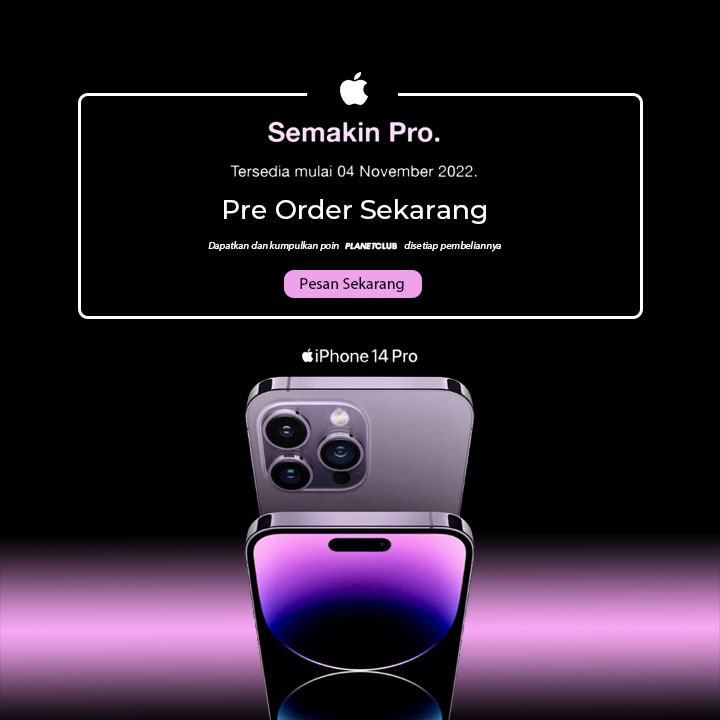 Semakin Pro.
Tersedia mulai 04 November 2022.
Pre Order Sekarang
Dapatkan dan kumpulkan poin PLANETCLUB disetiap pembeliannya
Pesan Sekarang
iPhone 14 Pro